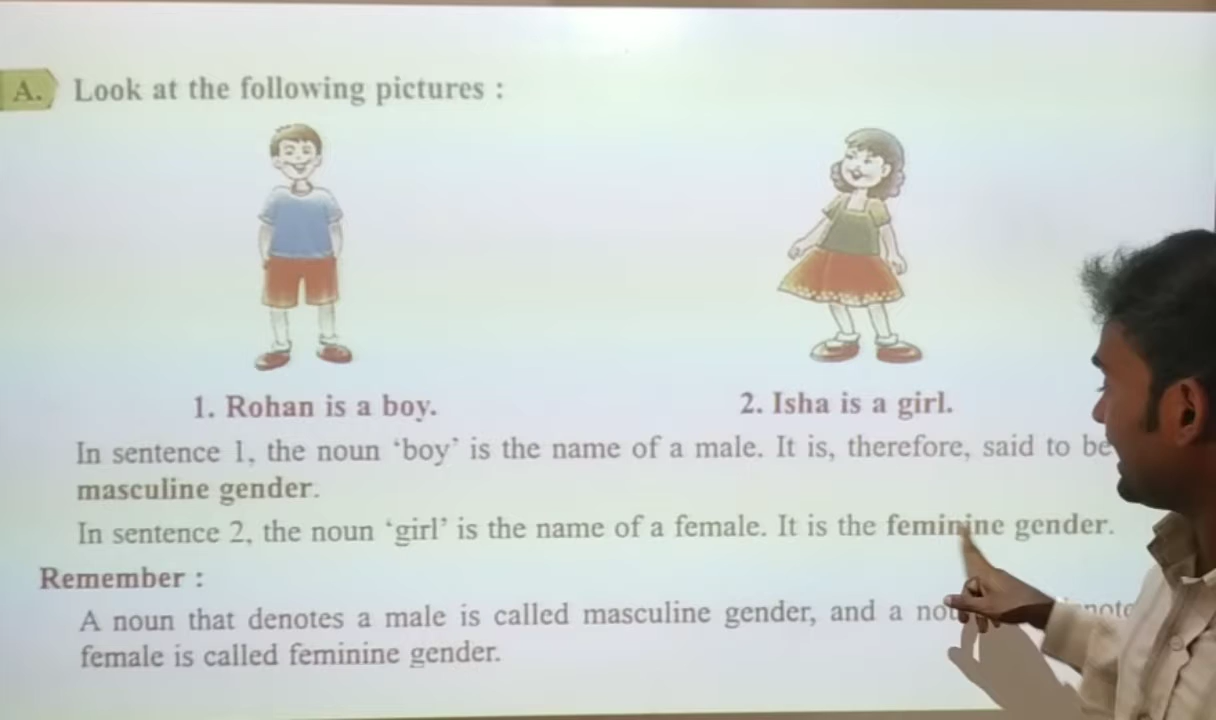 A. Look at the following pictures :
1. Rohan is a boy.
2. Isha is a girl.
In sentence 1, the noun ‘boy’ is the name of a male. It is, therefore, said to be
masculine gender.
In sentence 2, the noun ‘girl’ is the name of a female. It is the feminine gender.
Remember :
A noun that denotes a male is called masculine gender, and a
female is called feminine gender.